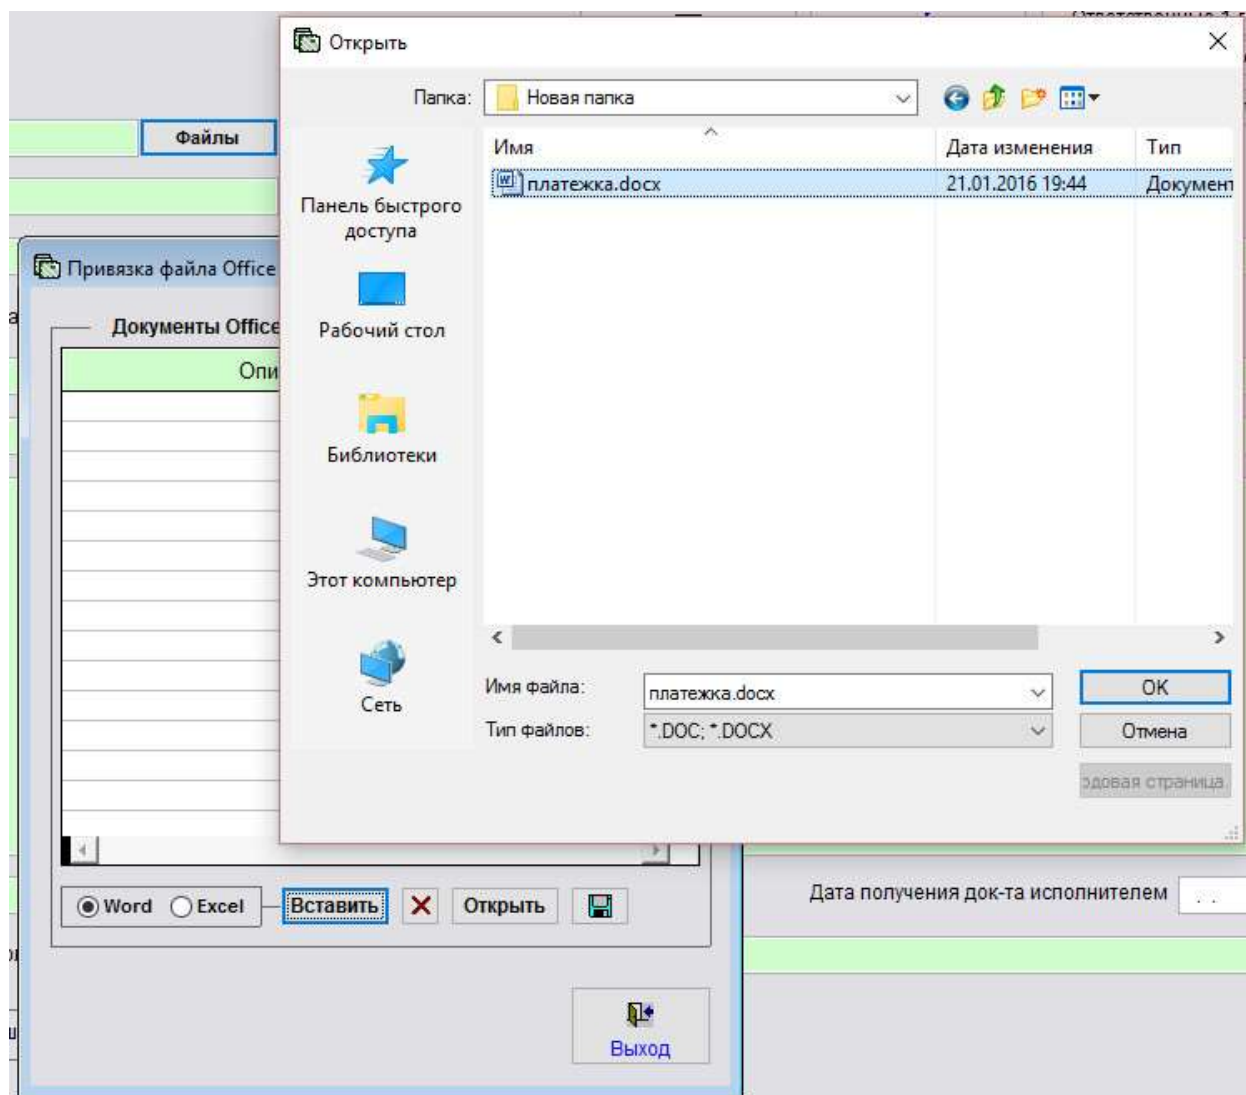 Открыть
Папка:
Новая папка
Файлы
Имя
Дата изменения
Тип
платежка.docx
21.01.2016 19:44
Документ
Панель быстрого
доступа
Рабочий стол
Библиотеки
Этот компьютер
Сеть
Имя файла:
платежка.docx
OK
Тип файлов:
*.DOC; *.DOCX
Отмена
одовая страница.
Привязка файла Office
Документы Office
Опи
Word
Excel
Вставить
Открыть
Дата получения док-та исполнителем
. .
Выход